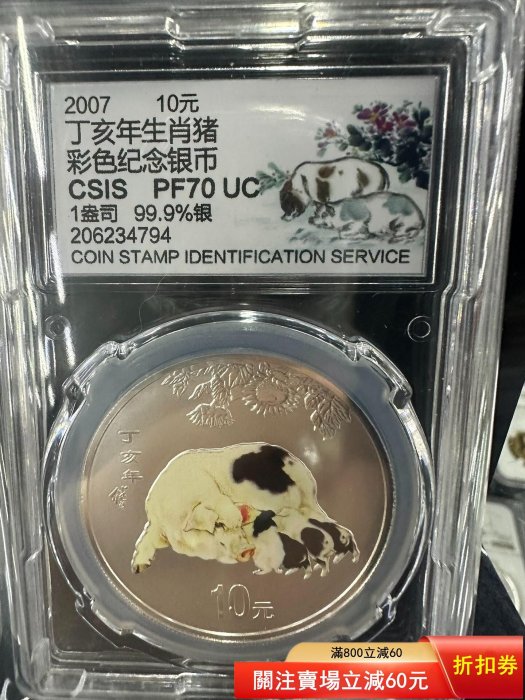 2007 10元
丁亥年生肖猪
彩色纪念银币
CSIS PF70 UC
1盎司 99.9%银
206234794
COIN STAMP IDENTIFICATION SERVICE
丁亥年
10元
滿800立減60
關注賣場立減60元
折扣券